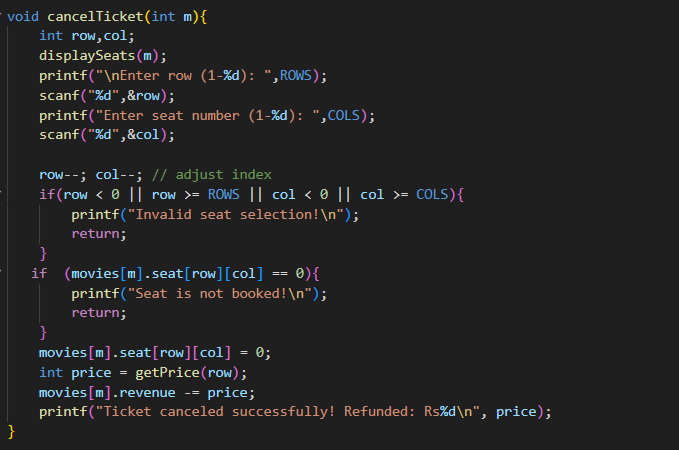 void cancelTicket(int m){
    int row,col;
    displaySeats(m);
    printf("\nEnter row (1-%d): ",ROWS);
    scanf("%d",&row);
    printf("Enter seat number (1-%d): ",COLS);
    scanf("%d",&col);

    row--; col--; // adjust index
    if(row < 0 || row >= ROWS || col < 0 || col >= COLS){
        printf("Invalid seat selection!\n");
        return;
    }
   if  (movies[m].seat[row][col] == 0){
        printf("Seat is not booked!\n");
        return;
    }
    movies[m].seat[row][col] = 0;
    int price = getPrice(row);
    movies[m].revenue -= price;
    printf("Ticket canceled successfully! Refunded: Rs%d\n", price);
}